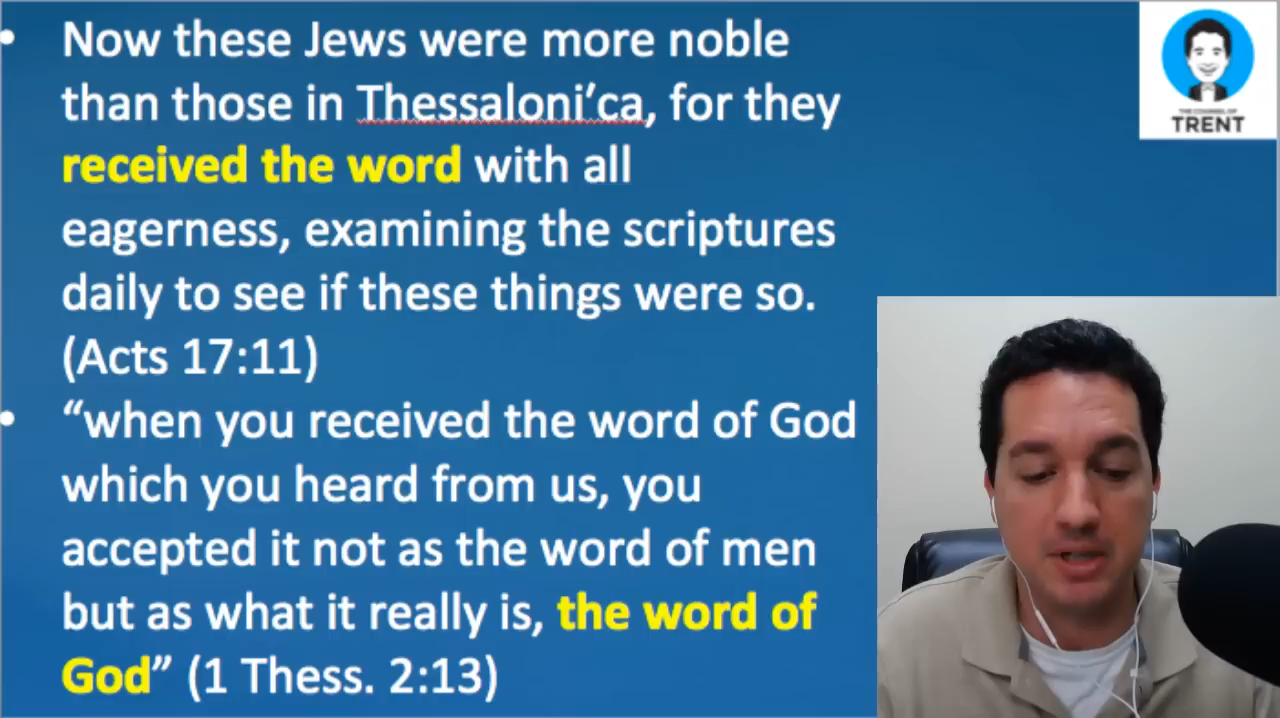 Now these Jews were more noble
than those in Thessaloni’ca, for they
received the word with all
eagerness, examining the scriptures
daily to see if these things were so.
(Acts 17:11)
“when you received the word of God
which you heard from us, you
accepted it not as the word of men
but as what it really is, the word of
God” (1 Thess. 2:13)
THE COUNSEL OF
TRENT